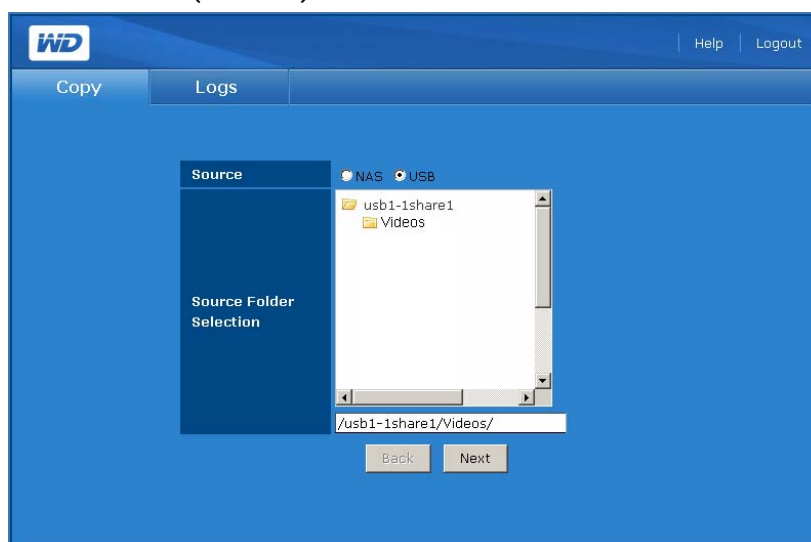 WD
Help | Logout
Copy Logs
Source NAS USB
usb1-1share1
Videos
Source Folder
Selection
/usb1-1share1/Videos/
Back Next